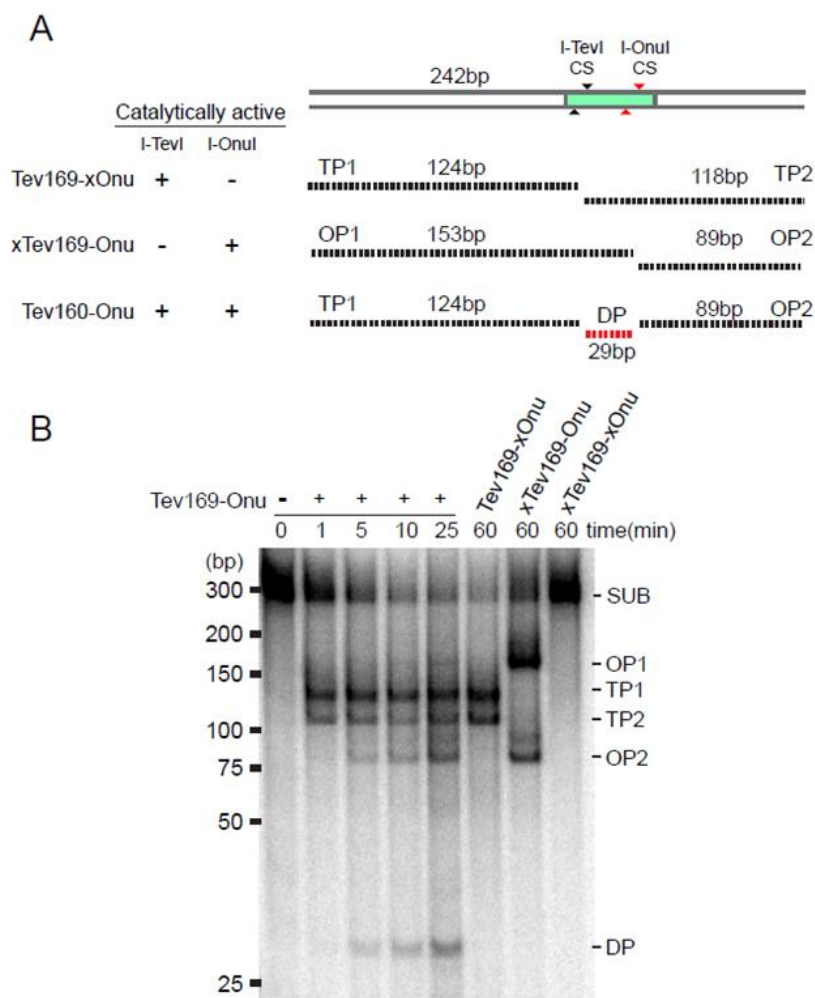 A
I-TevI I-OnuI
CS CS
242bp
Catalytically active
I-TevI I-OnuI
Tev169-xOnu + - TP1 124bp 118bp TP2
xTev169-Onu - + OP1 153bp 89bp OP2
Tev160-Onu + + TP1 124bp DP 89bp OP2
29bp
B
Tev169-xOnu xTev169-Onu xTev169-xOnu
Tev169-Onu - + + + +
0 1 5 10 25 60 60 60 time(min)
(bp)
300 SUB
200
150 OP1
TP1
100 TP2
75 OP2
50
DP
25